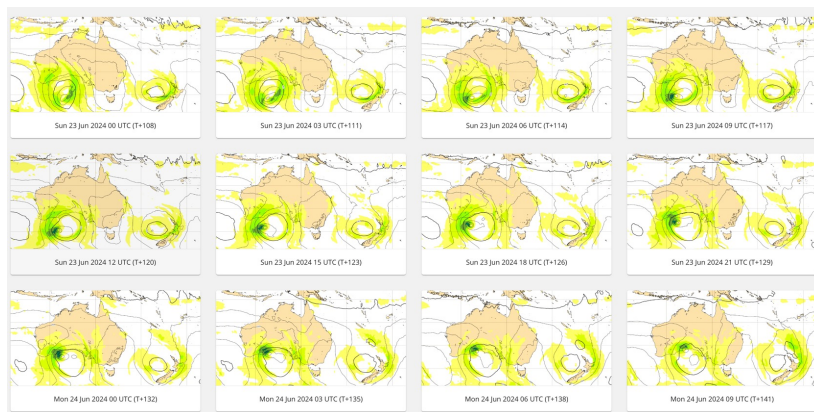 Sun 23 Jun 2024 00 UTC (T+108)
Sun 23 Jun 2024 03 UTC (T+111)
Sun 23 Jun 2024 06 UTC (T+114)
Sun 23 Jun 2024 09 UTC (T+117)
Sun 23 Jun 2024 12 UTC (T+120)
Sun 23 Jun 2024 15 UTC (T+123)
Sun 23 Jun 2024 18 UTC (T+126)
Sun 23 Jun 2024 21 UTC (T+129)
Mon 24 Jun 2024 00 UTC (T+132)
Mon 24 Jun 2024 03 UTC (T+135)
Mon 24 Jun 2024 06 UTC (T+138)
Mon 24 Jun 2024 09 UTC (T+141)